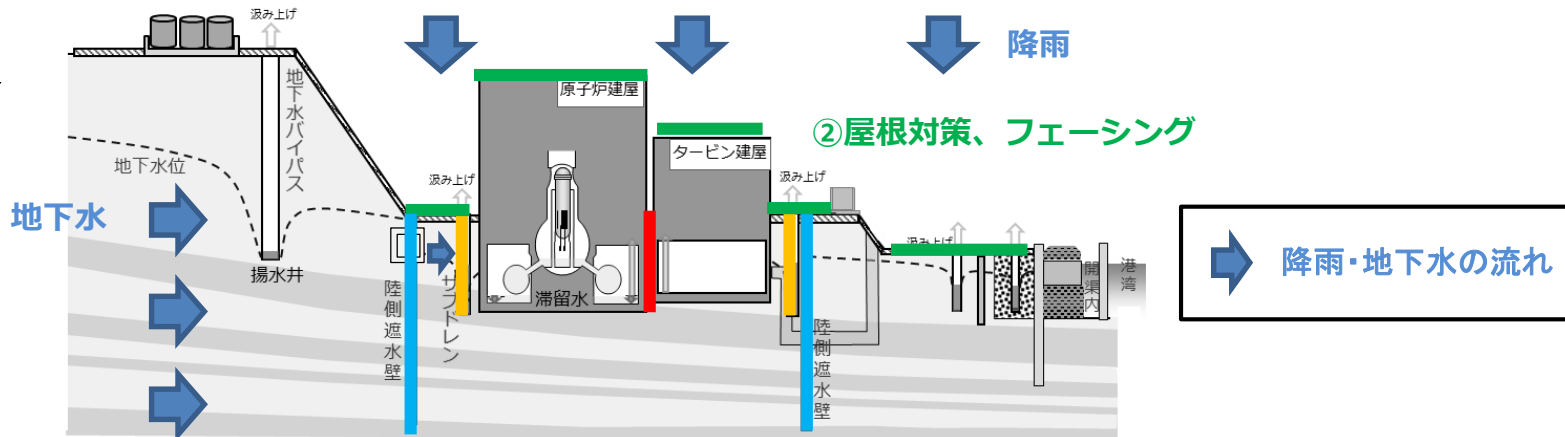 汲み上げ
降雨
地下水バイパス
原子炉建屋
②屋根対策、フェーシング
タービン建屋
地下水位
汲み上げ
汲み上げ
地下水
汲み上げ
揚水井
サブドレン
滞留水
陸側遮水壁
陸側遮水壁
開渠内
港湾
降雨・地下水の流れ